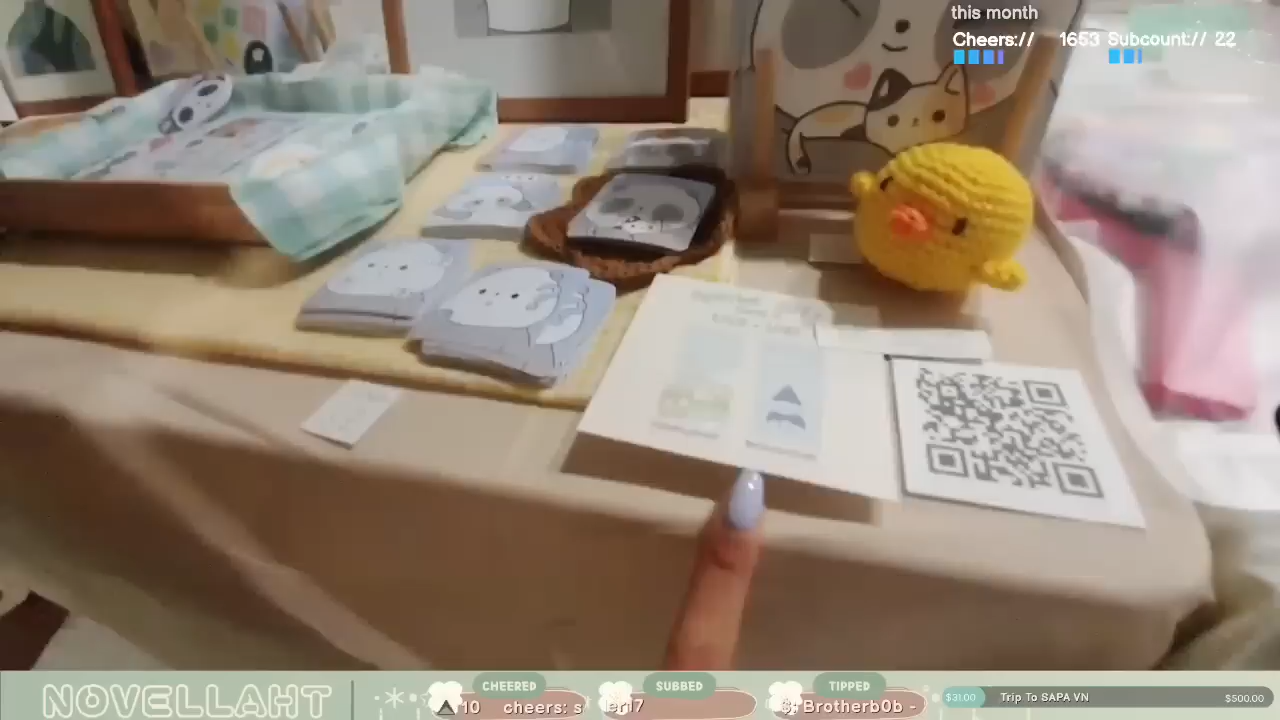 this month
Cheers:// 1653 Subcount// 22
NOVELLAHT
CHEERED
10 cheers: s
SUBBED
ler17
TIPPED
Brotherb0b -
$31.00 Trip To SAPA VN $500.00